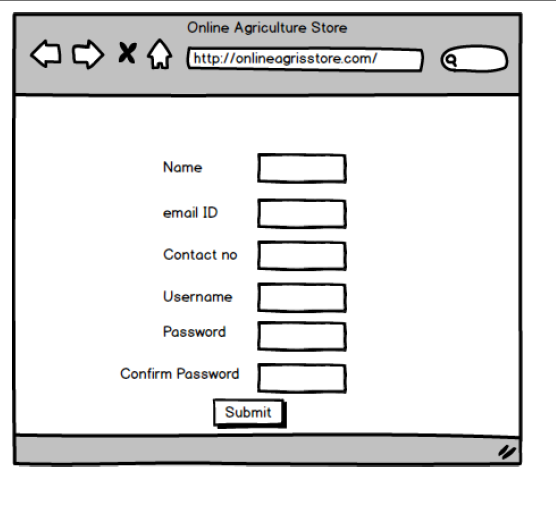 Online Agriculture Store
http://onlineagrisstore.com/
Name
email ID
Contact no
Username
Password
Confirm Password
Submit